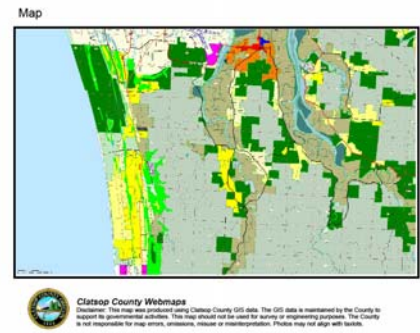 Map
Clatsop County Webmaps
Disclaimer: This map was produced using Clatsop County GIS data. The GIS data is maintained by the County to
support its governmental activities. This map should not be used for survey or engineering purposes. The County
is not responsible for map errors, omissions, misuse or misinterpretation. Photos may not align with taxlots.